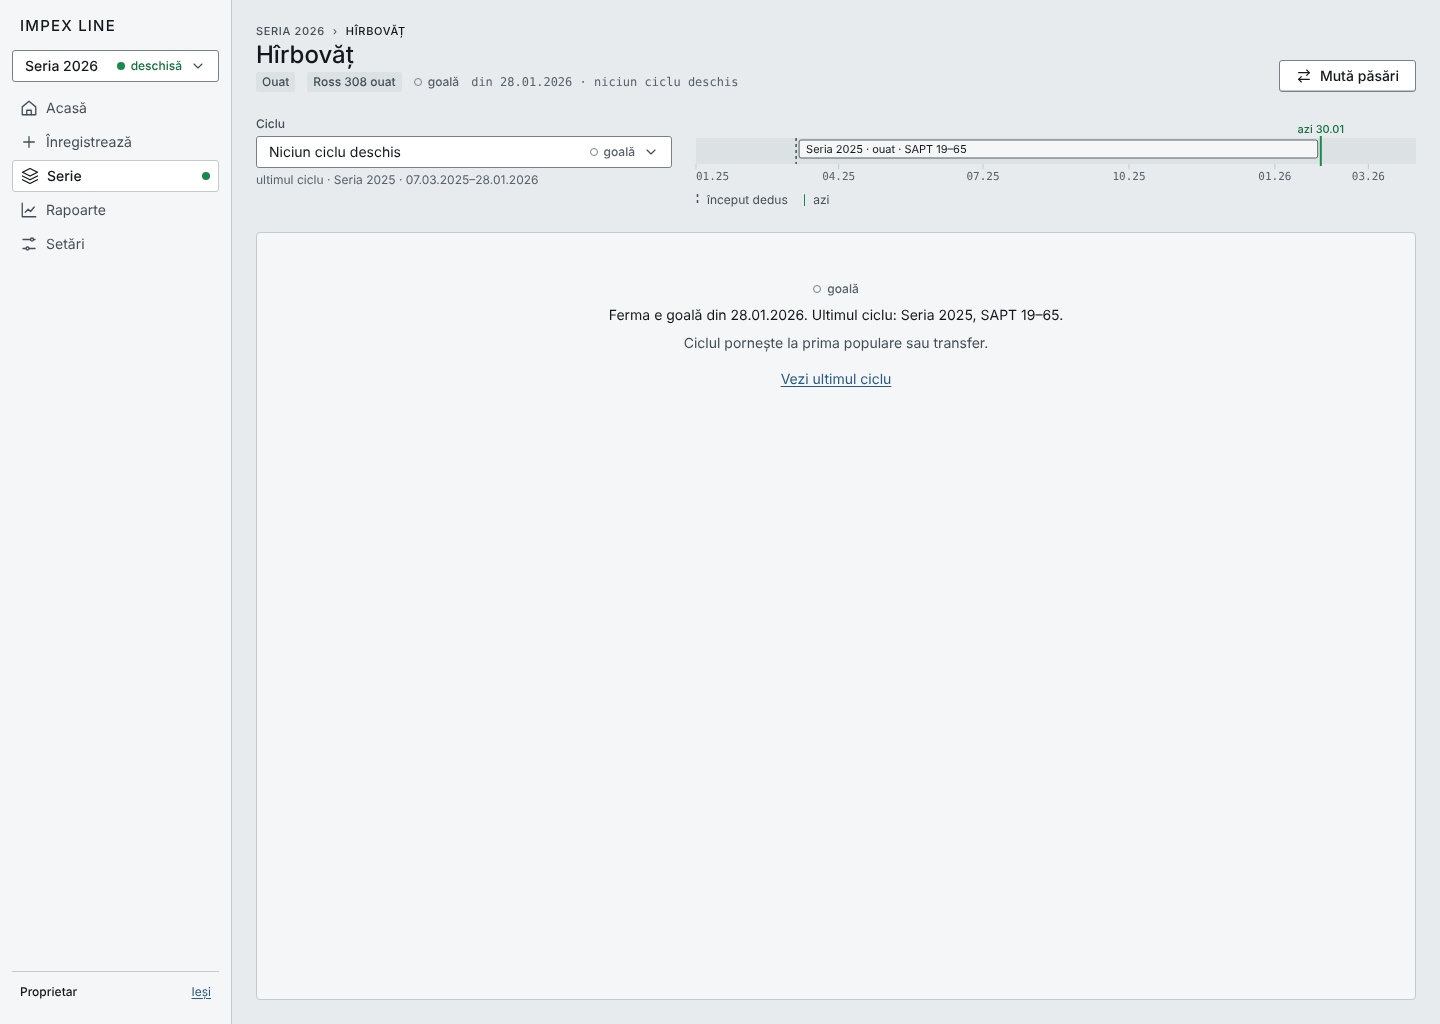 IMPEX LINE
Seria 2026 deschisă
Acasă
Înregistrează
Serie
Rapoarte
Setări
Proprietar Ieși
SERIA 2026 › HÎRBOVĂȚ
Hîrbovăț
Ouat Ross 308 ouat goală din 28.01.2026 · niciun ciclu deschis
Mută păsări
Ciclu
Niciun ciclu deschis goală
ultimul ciclu · Seria 2025 · 07.03.2025–28.01.2026
azi 30.01
Seria 2025 · ouat · SAPT 19–65
01.25 04.25 07.25 10.25 01.26 03.26
început dedus azi
goală
Ferma e goală din 28.01.2026. Ultimul ciclu: Seria 2025, SAPT 19–65.
Ciclul pornește la prima populare sau transfer.
Vezi ultimul ciclu